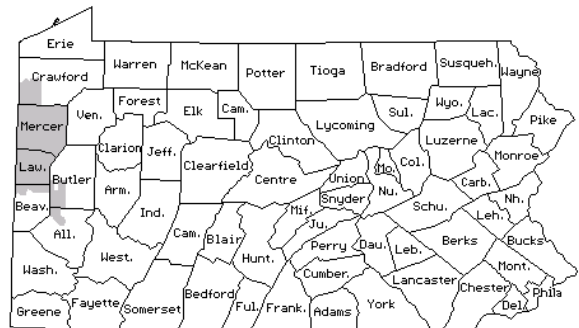 Erie
Crawford
Warren
McKean
Potter
Tioga
Bradford
Susqueh.
Wayne
Mercer
Ven.
Forest
Elk
Cam.
Clinton
Lycoming
Sul.
Wyo.
Lac.
Pike
Law.
Butler
Clarion
Jeff.
Clearfield
Centre
Union
Mo.
Col.
Luzerne
Monroe
Beav.
Arm.
Ind.
Snyder
Nu.
Schu.
Carb.
Nh.
Leh.
All.
West.
Cam.
Blair
Hunt.
Mif.
Ju.
Perry
Dau.
Leb.
Berks
Bucks
Mont.
Wash.
Greene
Fayette
Somerset
Bedford
Ful.
Frank.
Cumber.
Adams
York
Lancaster
Chester
Del.
Phila